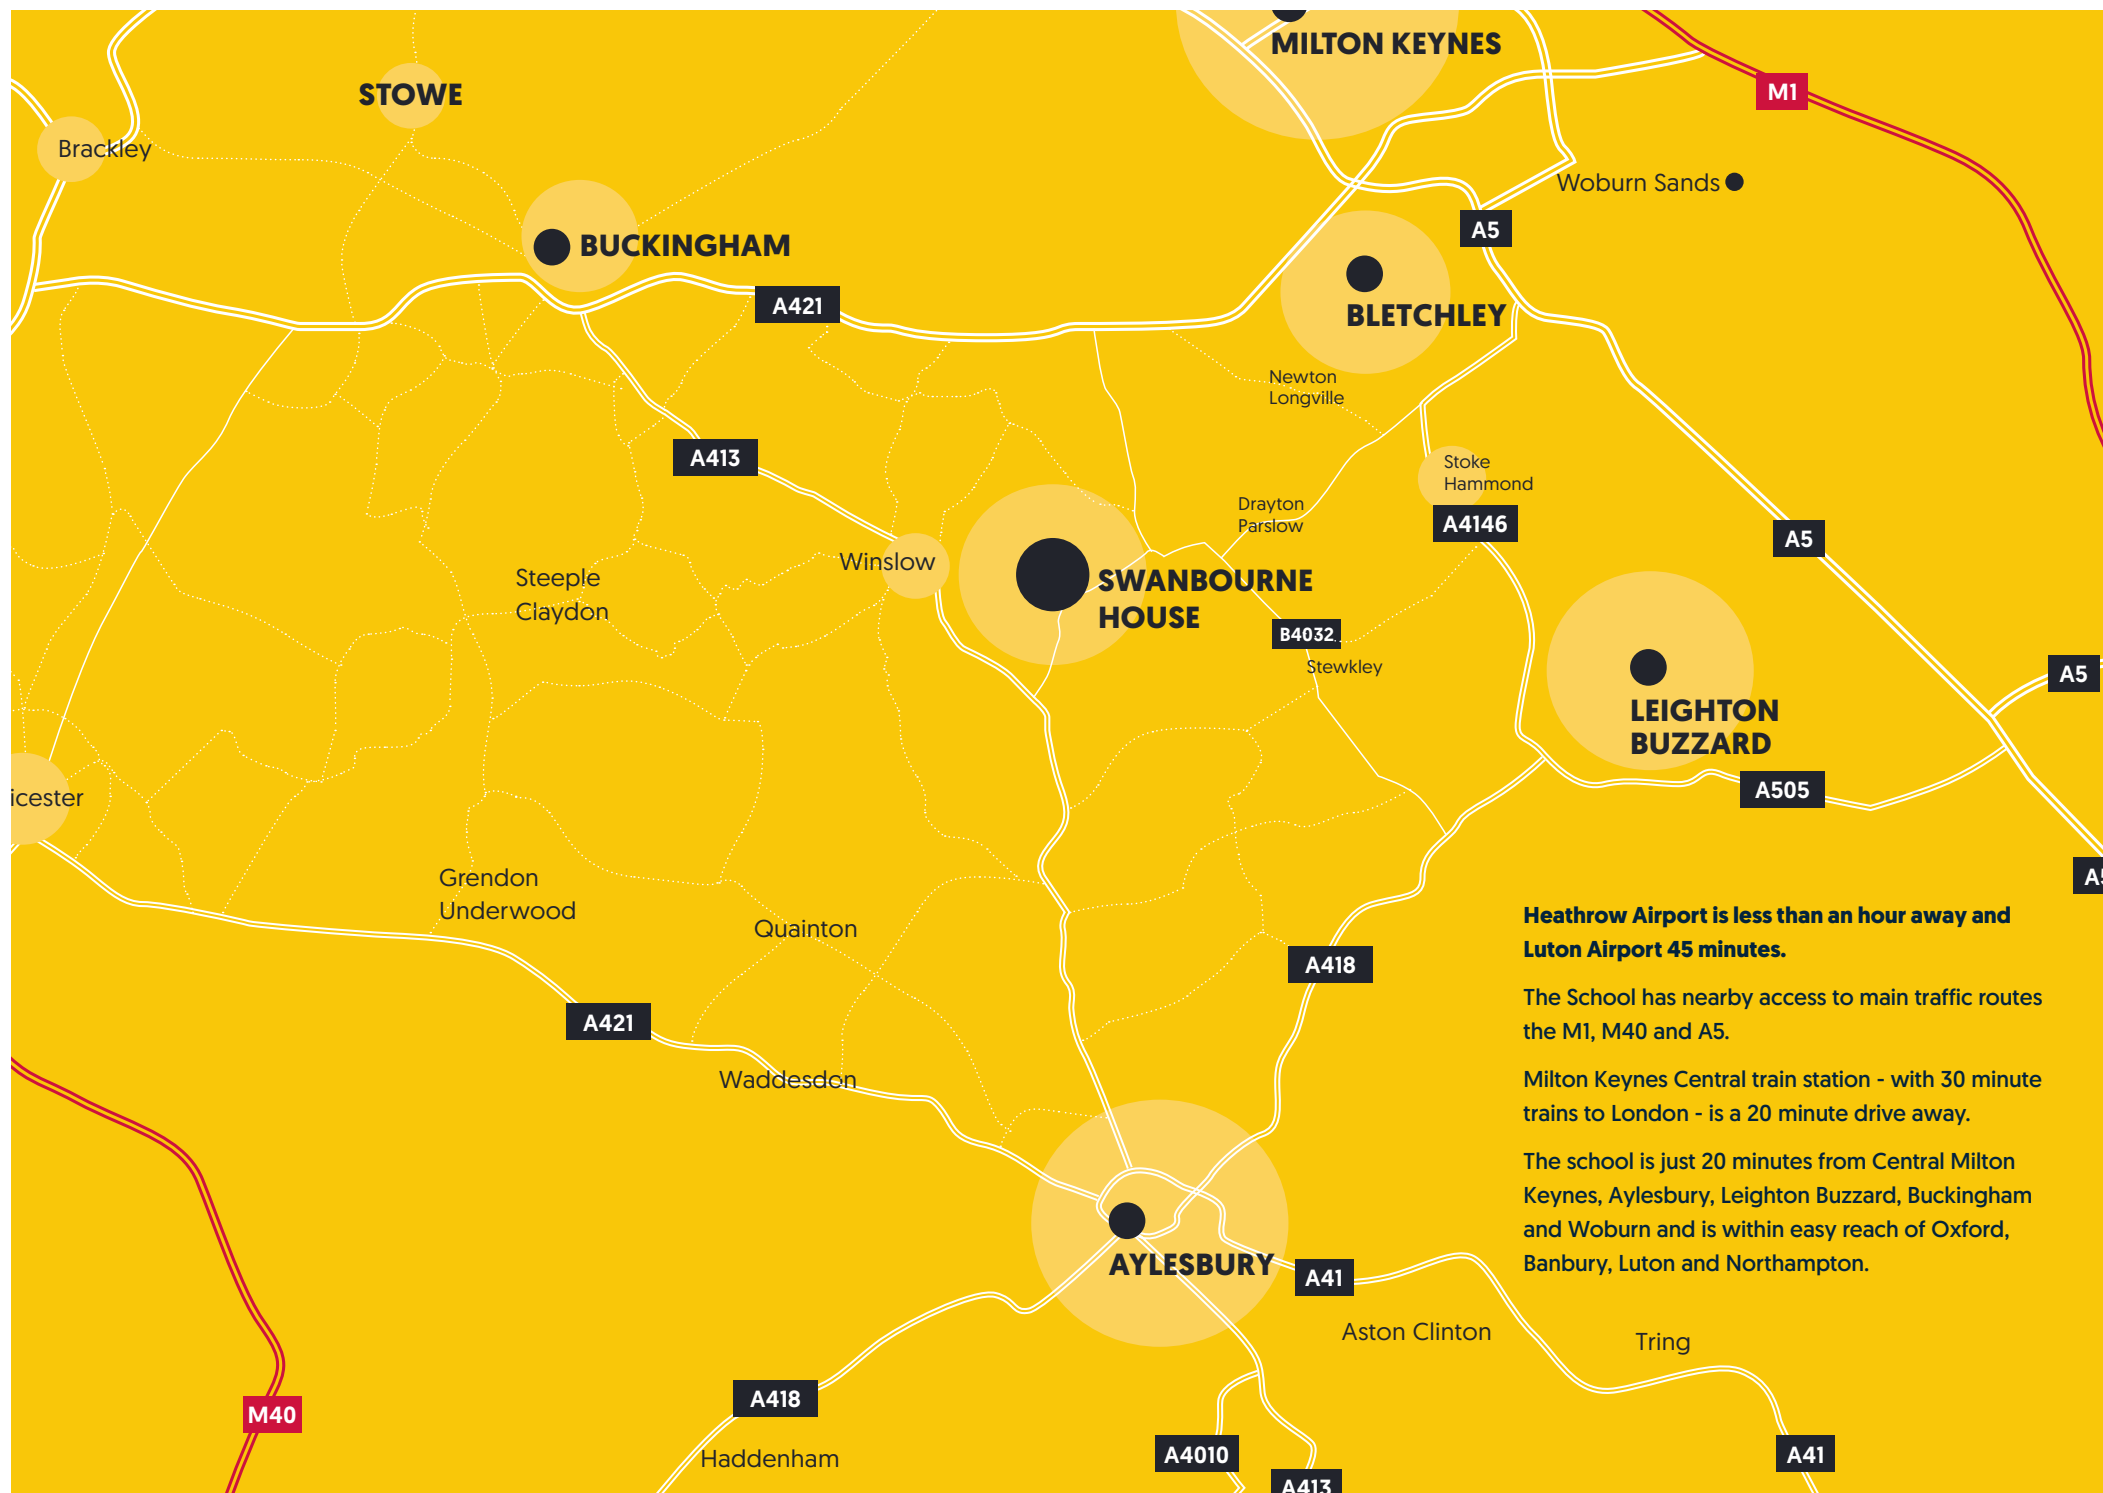 MILTON KEYNES
M1
STOWE
Brackley
Woburn Sands
A5
BUCKINGHAM
A421
BLETCHLEY
Newton
Longville
A413
Stoke
Hammond
Drayton
Parslow
A4146
A5
Winslow
Steeple
Claydon
SWANBOURNE
HOUSE
B4032
Stewkley
A5
LEIGHTON
BUZZARD
A505
icester
Grendon
Underwood
Quainton
A418
A421
Waddesdon
Heathrow Airport is less than an hour away and
Luton Airport 45 minutes.
The School has nearby access to main traffic routes
the M1, M40 and A5.
Milton Keynes Central train station - with 30 minute
trains to London - is a 20 minute drive away.
The school is just 20 minutes from Central Milton
Keynes, Aylesbury, Leighton Buzzard, Buckingham
and Woburn and is within easy reach of Oxford,
Banbury, Luton and Northampton.
AYLESBURY
A41
Aston Clinton
Tring
A418
M40
Haddenham
A4010
A413
A41